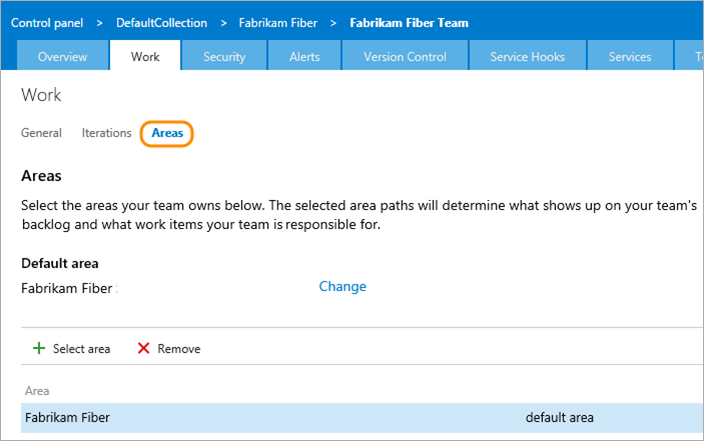 Control panel > DefaultCollection > Fabrikam Fiber > Fabrikam Fiber Team
Overview Work Security Alerts Version Control Service Hooks Services
Work
General Iterations Areas
Areas
Select the areas your team owns below. The selected area paths will determine what shows up on your team's
backlog and what work items your team is responsible for.
Default area
Fabrikam Fiber Change
Select area Remove
Area
Fabrikam Fiber default area